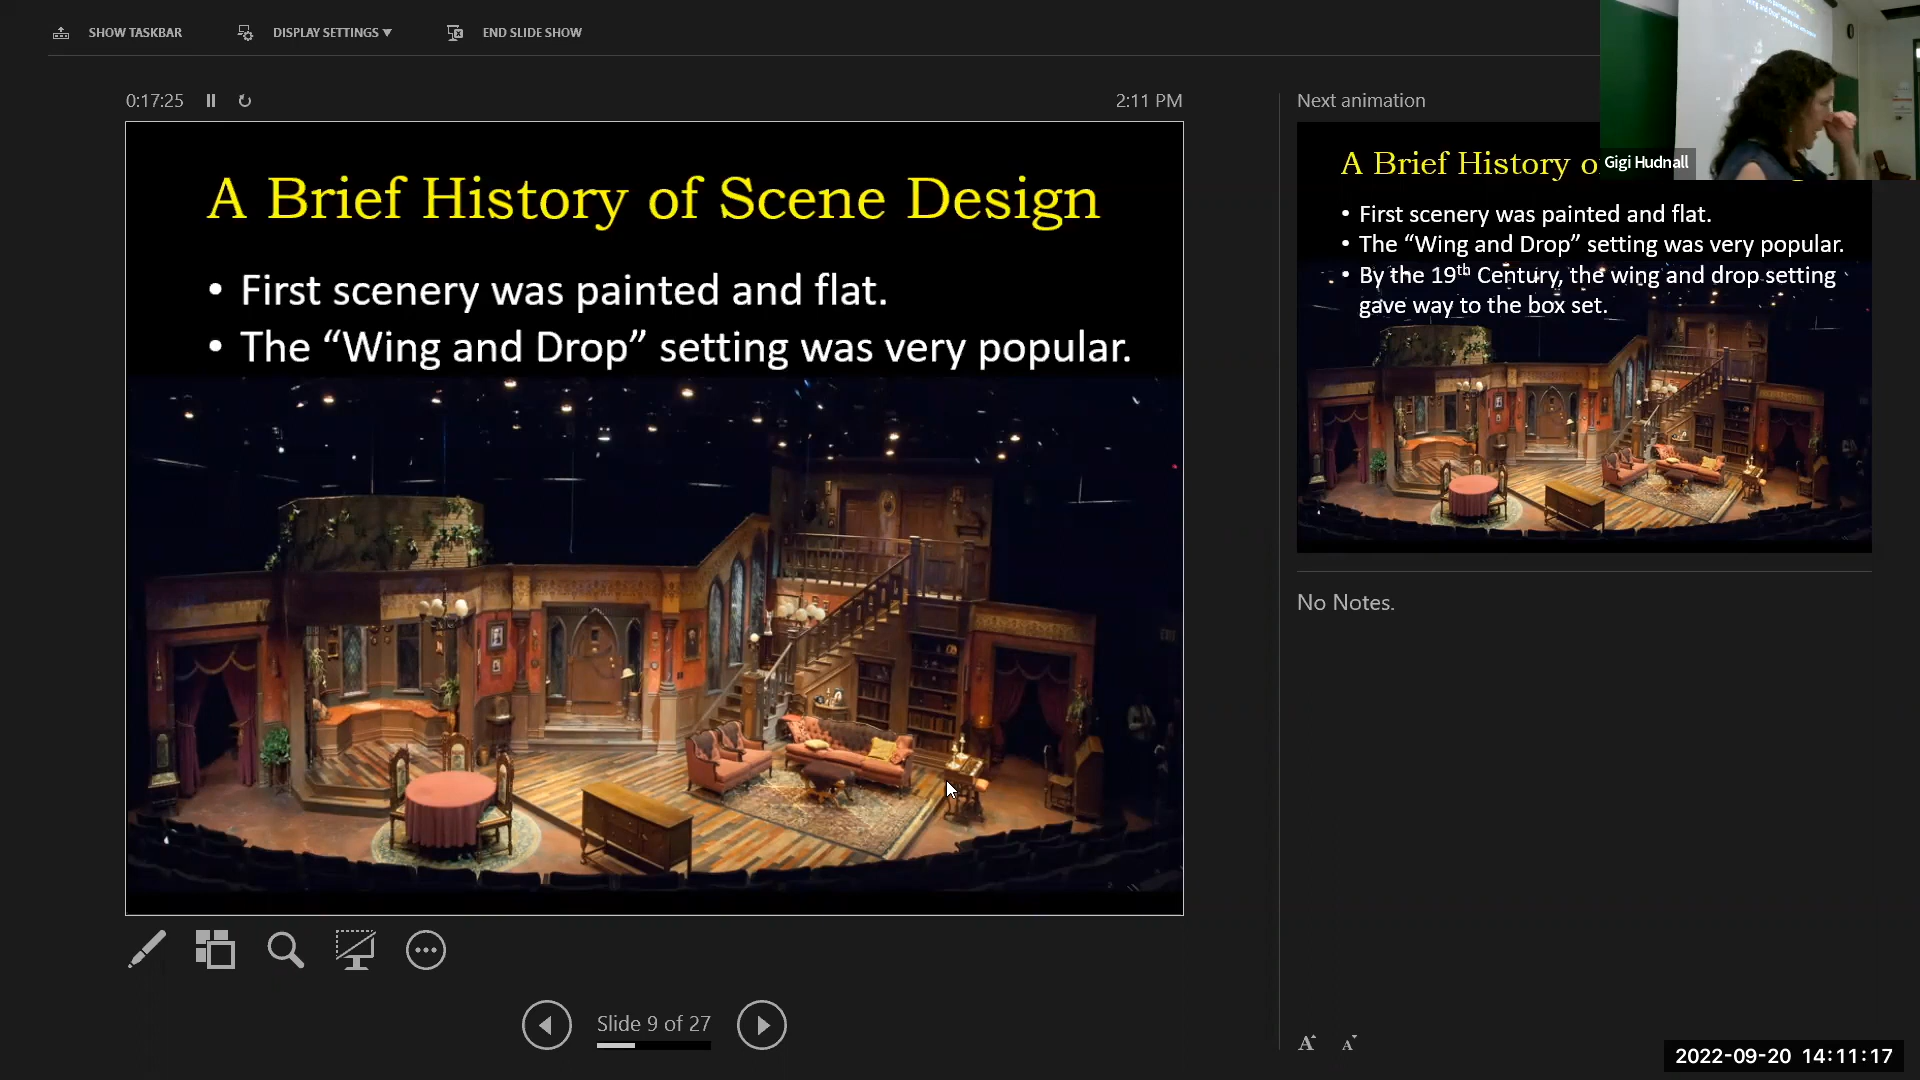 SHOW TASKBAR
DISPLAY SETTINGS ▼
END SLIDE SHOW
0:17:25
2:11 PM
A Brief History of Scene Design
• First scenery was painted and flat.
• The “Wing and Drop” setting was very popular.
Slide 9 of 27
Next animation
A Brief History o
• First scenery was painted and flat.
• The “Wing and Drop” setting was very popular.
• By the 19th Century, the wing and drop setting
gave way to the box set.
Gigi Hudnall
No Notes.
A A
2022-09-20 14:11:17